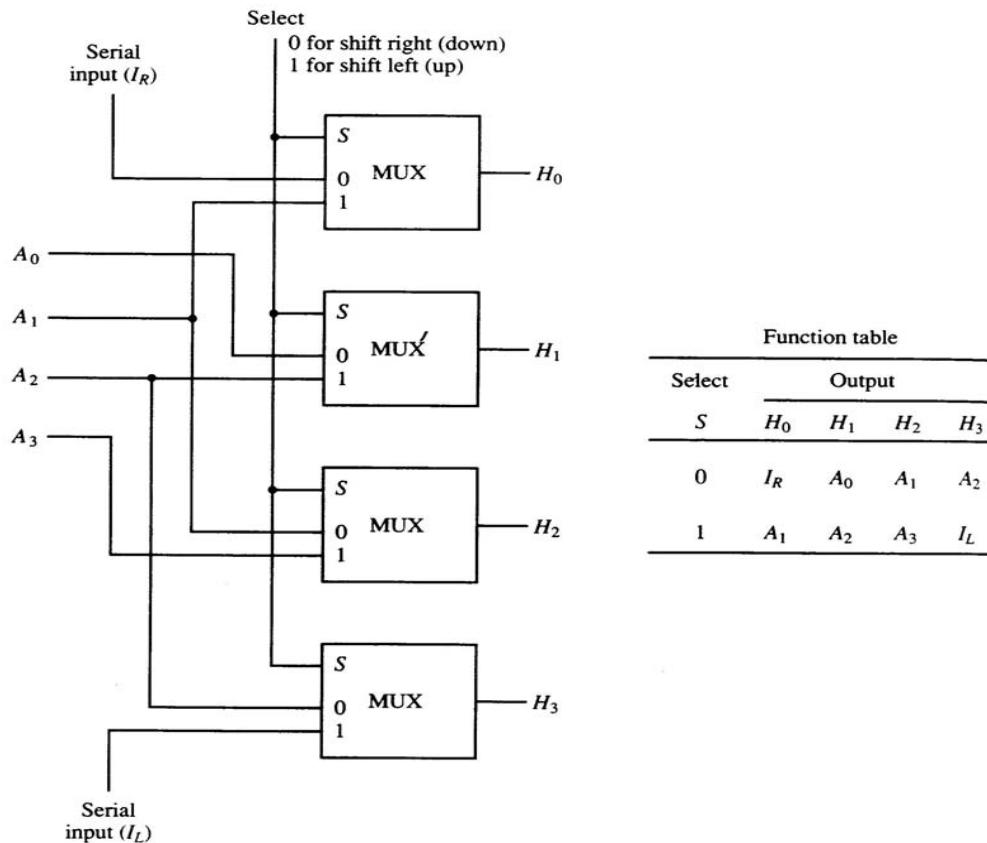 Select
0 for shift right (down)
1 for shift left (up)
Serial
input (I_R)
S
MUX
0
1
H_0
A_0
A_1
A_2
A_3
S
MUX
0
1
H_1
S
MUX
0
1
H_2
S
MUX
0
1
H_3
Serial
input (I_L)
Function table
Select Output
S H_0 H_1 H_2 H_3
0 I_R A_0 A_1 A_2
1 A_1 A_2 A_3 I_L